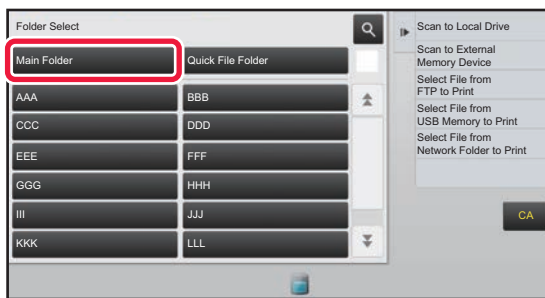 Folder Select
Main Folder
Quick File Folder
AAA
BBB
CCC
DDD
EEE
FFF
GGG
HHH
III
JJJ
KKK
LLL
Scan to Local Drive
Scan to External
Memory Device
Select File from
FTP to Print
Select File from
USB Memory to Print
Select File from
Network Folder to Print
CA